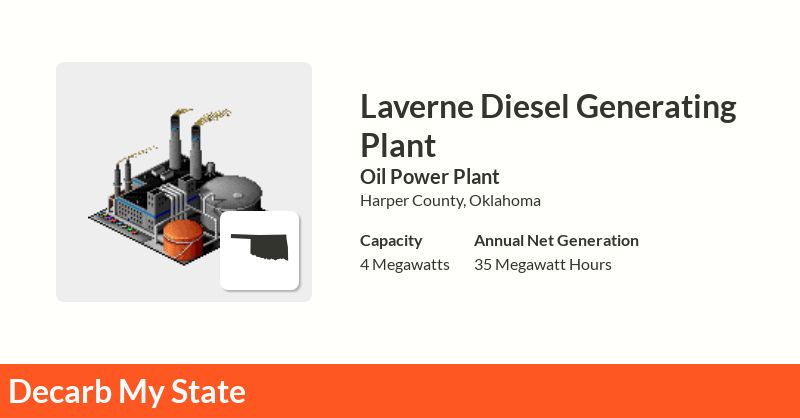 Laverne Diesel Generating
Plant
Oil Power Plant
Harper County, Oklahoma
Capacity
Annual Net Generation
4 Megawatts
35 Megawatt Hours
Decarb My State